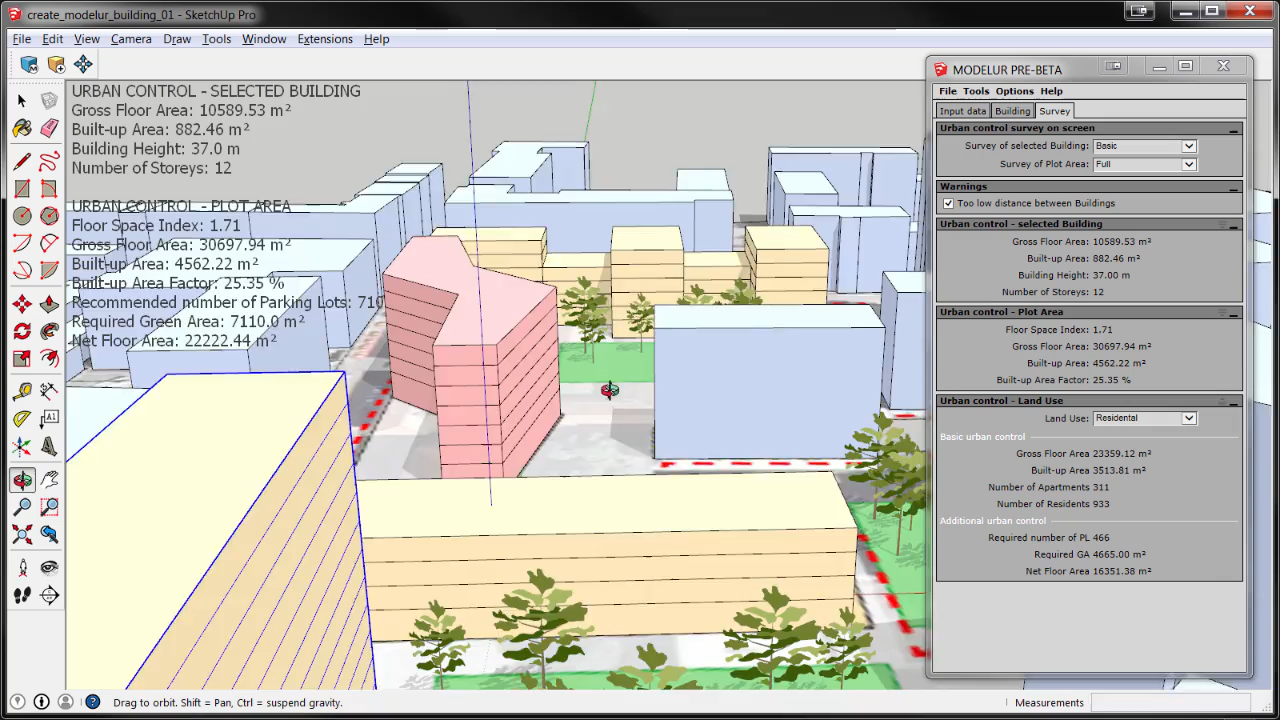 create_modelur_building_01 - SketchUp Pro
File Edit View Camera Draw Tools Window Extensions Help
URBAN CONTROL - SELECTED BUILDING
Gross Floor Area: 10589.53 m²
Built-up Area: 882.46 m²
Building Height: 37.0 m
Number of Storeys: 12
URBAN CONTROL - PLOT AREA
Floor Space Index: 1.71
Gross Floor Area: 30697.94 m²
Built-up Area: 4562.22 m²
Built-up Area Factor: 25.35 %
Recommended number of Parking Lots: 710
Required Green Area: 7110.0 m²
Net Floor Area: 22222.44 m²
A1
MODELUR PRE-BETA
File Tools Options Help
Input data Building Survey
Urban control survey on screen
Survey of selected Building: Basic
Survey of Plot Area: Full
Warnings
Too low distance between Buildings
Urban control - selected Building
Gross Floor Area: 10589.53 m²
Built-up Area: 882.46 m²
Building Height: 37.00 m
Number of Storeys: 12
Urban control - Plot Area
Floor Space Index: 1.71
Gross Floor Area: 30697.94 m²
Built-up Area: 4562.22 m²
Built-up Area Factor: 25.35 %
Urban control - Land Use
Land Use: Residental
Basic urban control
Gross Floor Area 23359.12 m²
Built-up Area 3513.81 m²
Number of Apartments 311
Number of Residents 933
Additional urban control
Required number of PL 466
Required GA 4665.00 m²
Net Floor Area 16351.38 m²
Drag to orbit. Shift = Pan, Ctrl = suspend gravity.
Measurements